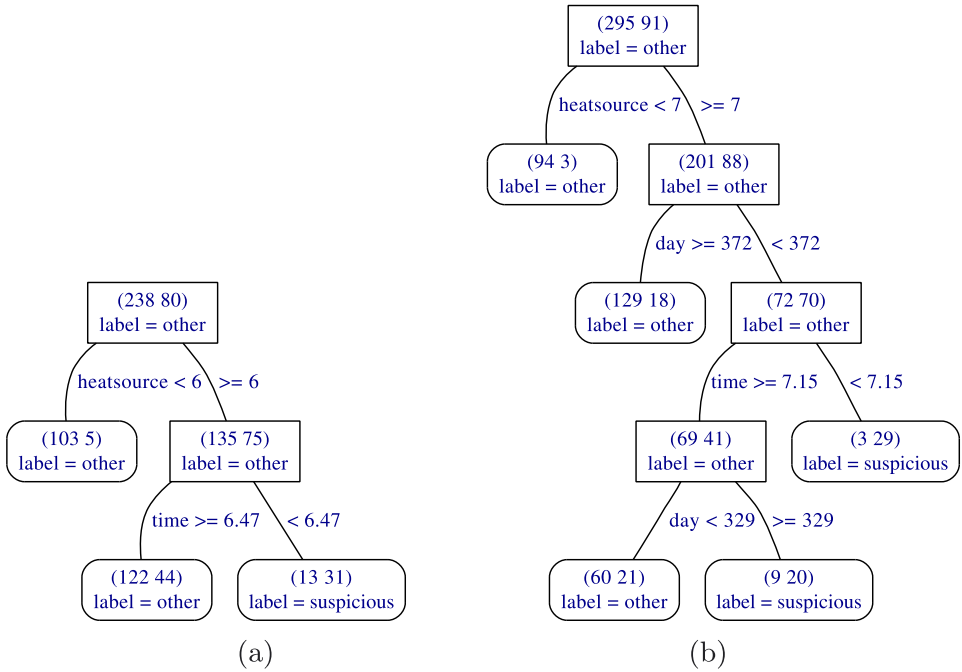 (238 80)
label = other
heatsource < 6
>= 6
(103 5)
label = other
(135 75)
label = other
time >= 6.47
< 6.47
(122 44)
label = other
(13 31)
label = suspicious
(a)
(295 91)
label = other
heatsource < 7
>= 7
(94 3)
label = other
(201 88)
label = other
day >= 372
< 372
(129 18)
label = other
(72 70)
label = other
time >= 7.15
< 7.15
(69 41)
label = other
(3 29)
label = suspicious
day < 329
>= 329
(60 21)
label = other
(9 20)
label = suspicious
(b)